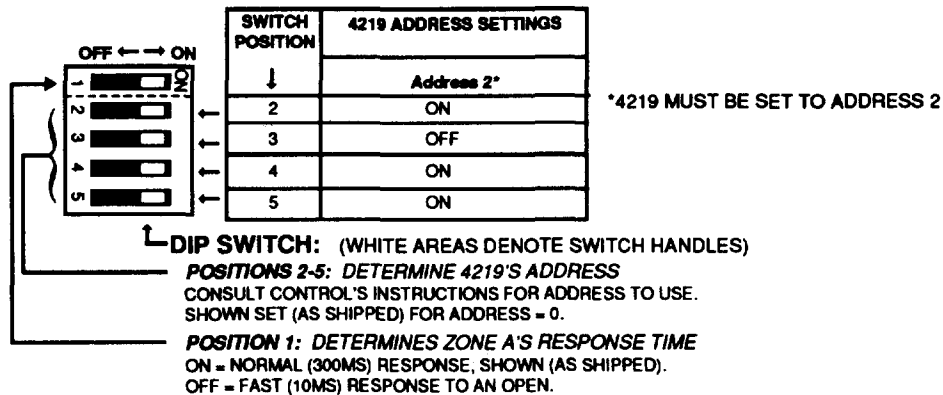 SWITCH POSITION ↓
4219 ADDRESS SETTINGS
Address 2*
OFF ← → ON
ON
1
2
3
4
5
2 ON
3 OFF
4 ON
5 ON
*4219 MUST BE SET TO ADDRESS 2
DIP SWITCH: (WHITE AREAS DENOTE SWITCH HANDLES)
POSITIONS 2-5: DETERMINE 4219'S ADDRESS
CONSULT CONTROL'S INSTRUCTIONS FOR ADDRESS TO USE.
SHOWN SET (AS SHIPPED) FOR ADDRESS = 0.
POSITION 1: DETERMINES ZONE A'S RESPONSE TIME
ON = NORMAL (300MS) RESPONSE, SHOWN (AS SHIPPED).
OFF = FAST (10MS) RESPONSE TO AN OPEN.